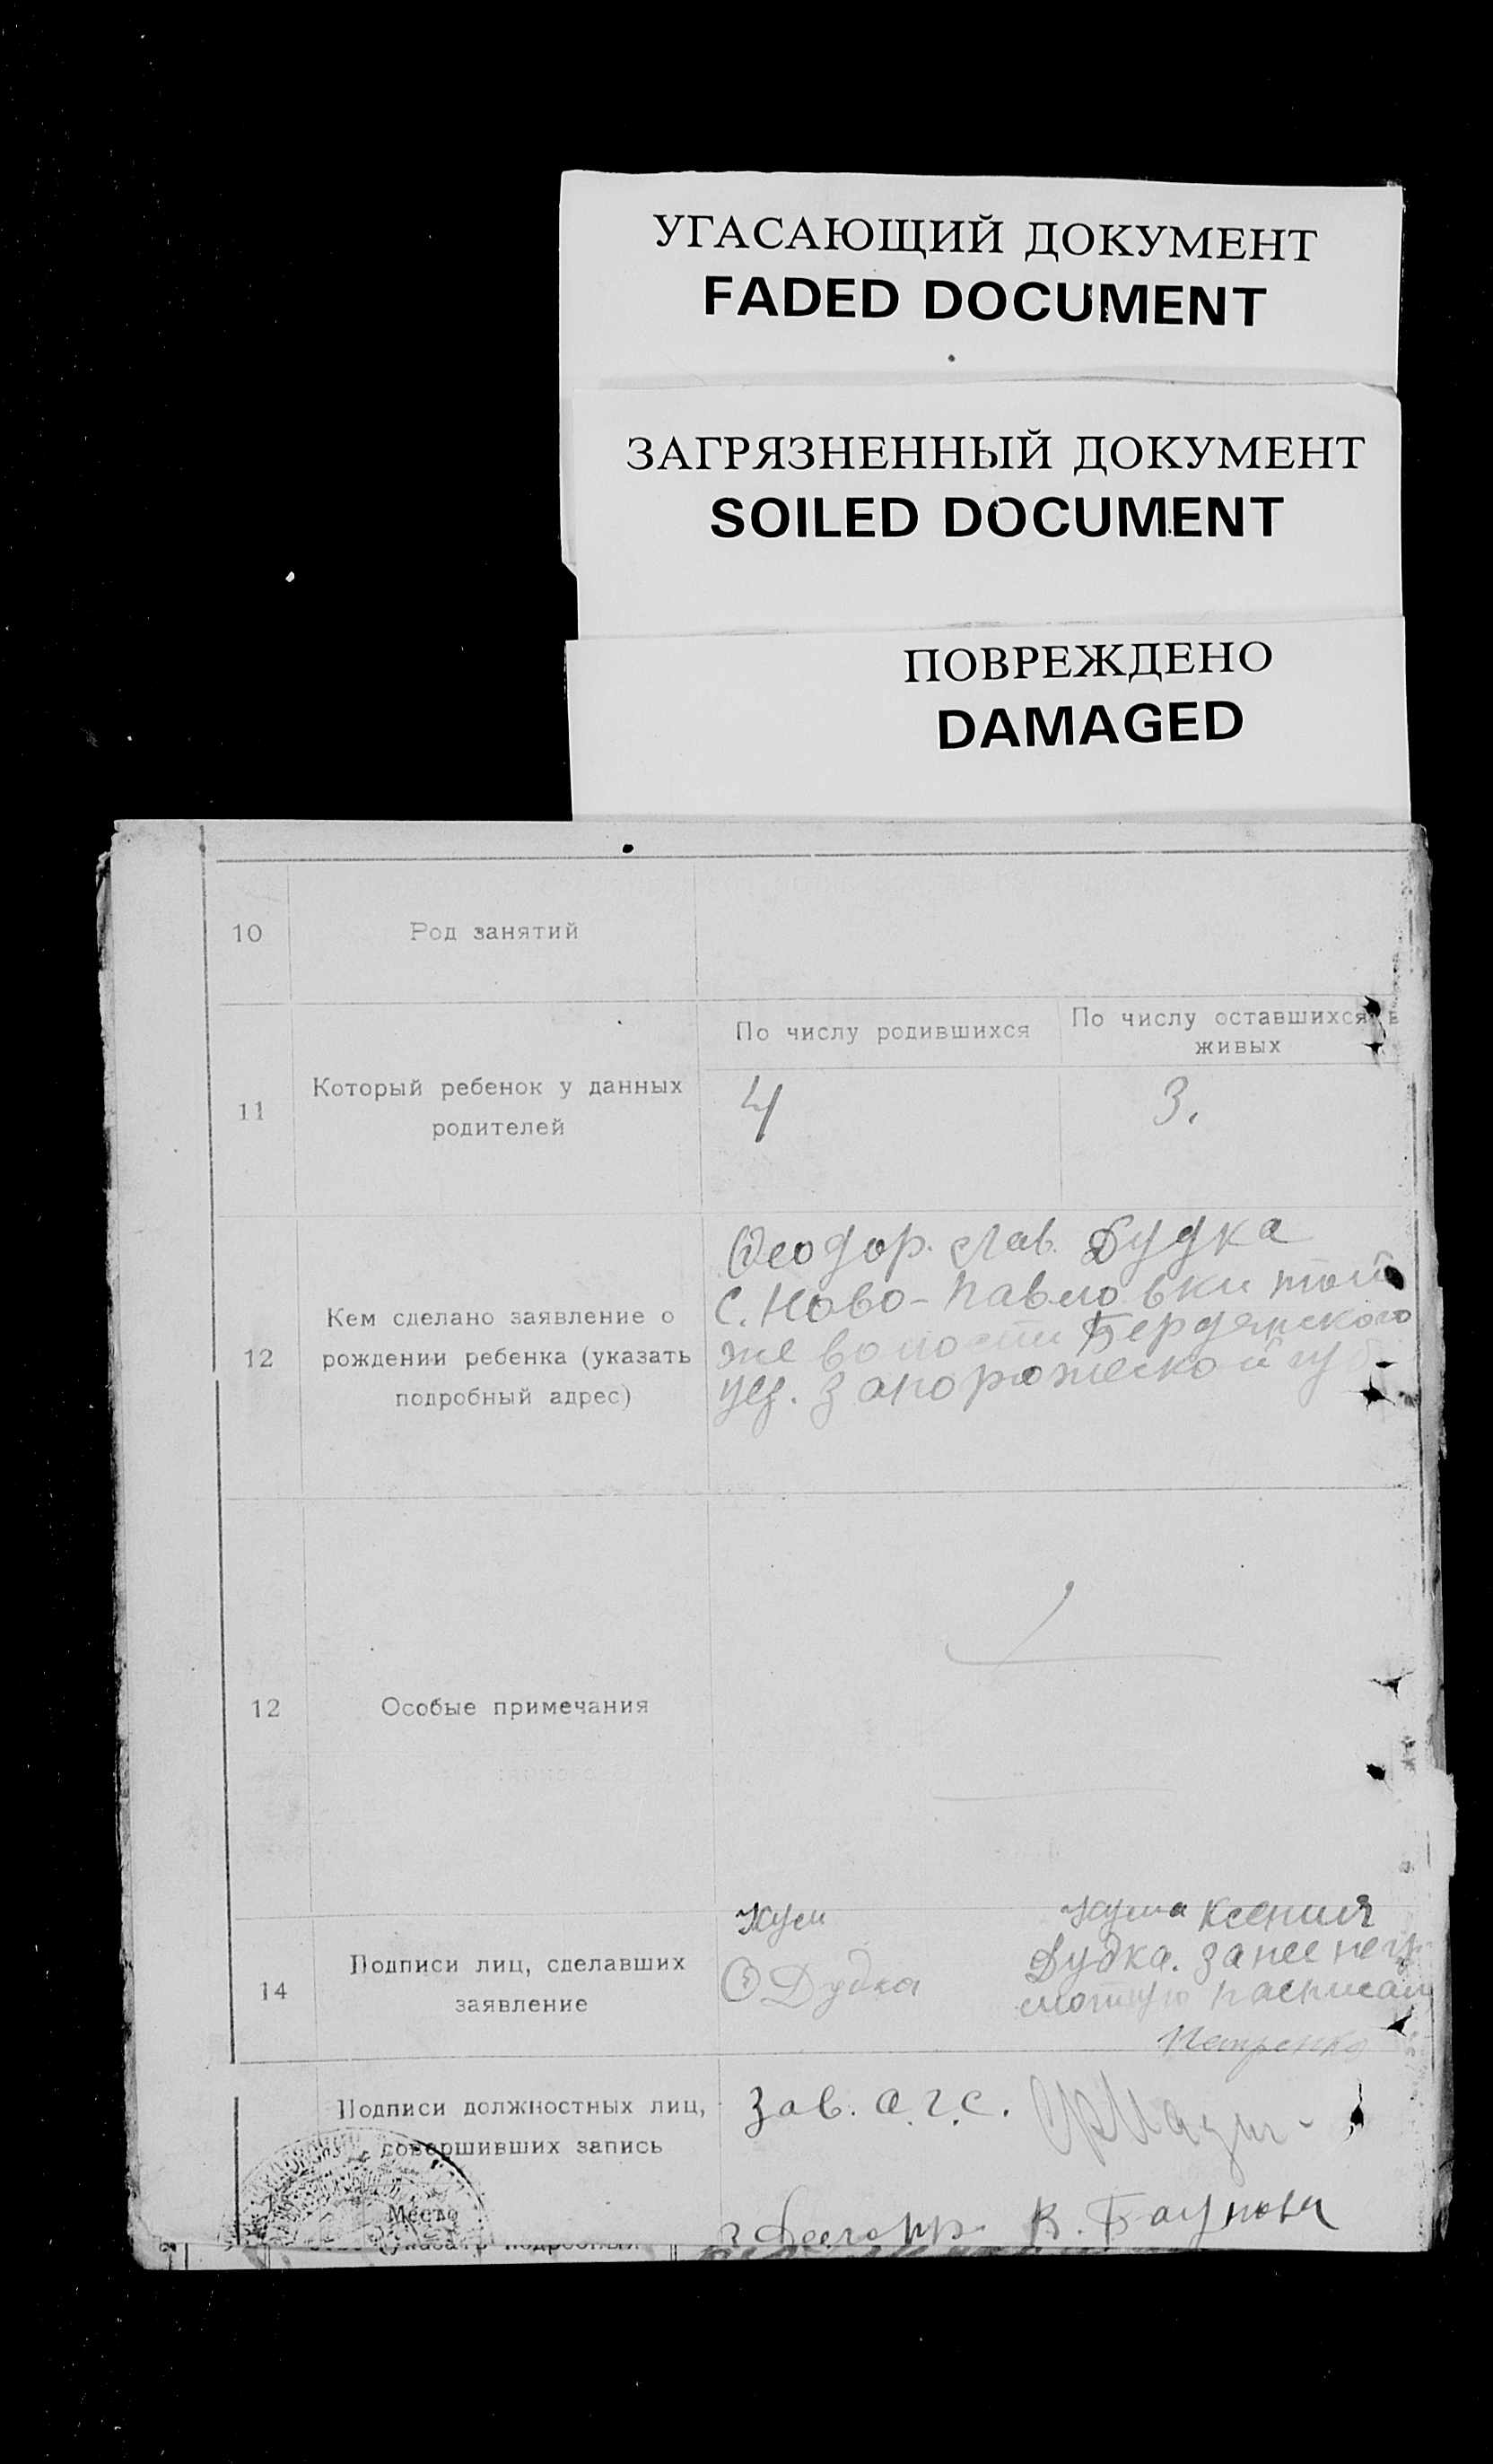 УГАСАЮЩИЙ ДОКУМЕНТ
FADED DOCUMENT
ЗАГРЯЗНЕННЫЙ ДОКУМЕНТ
SOILED DOCUMENT
ПОВРЕЖДЕНО
DAMAGED
10
Род занятий
11
Который ребенок у данных
родителей
По числу родившихся
По числу оставшихся в
живых
4
3.
12
Кем сделано заявление о
рождении ребенка (указать
подробный адрес)
Феодор. Дудка
С. Ново-Павловки той
же волости Бердянского
уез. Запорожской губ
12
Особые примечания
14
Подписи лиц, сделавших
заявление
Дудка
Ксения
Дудка. За нее негр
мотную
Петренко
Подписи должностных лиц,
совершивших запись
Зав. а.г.с.
Место
В.